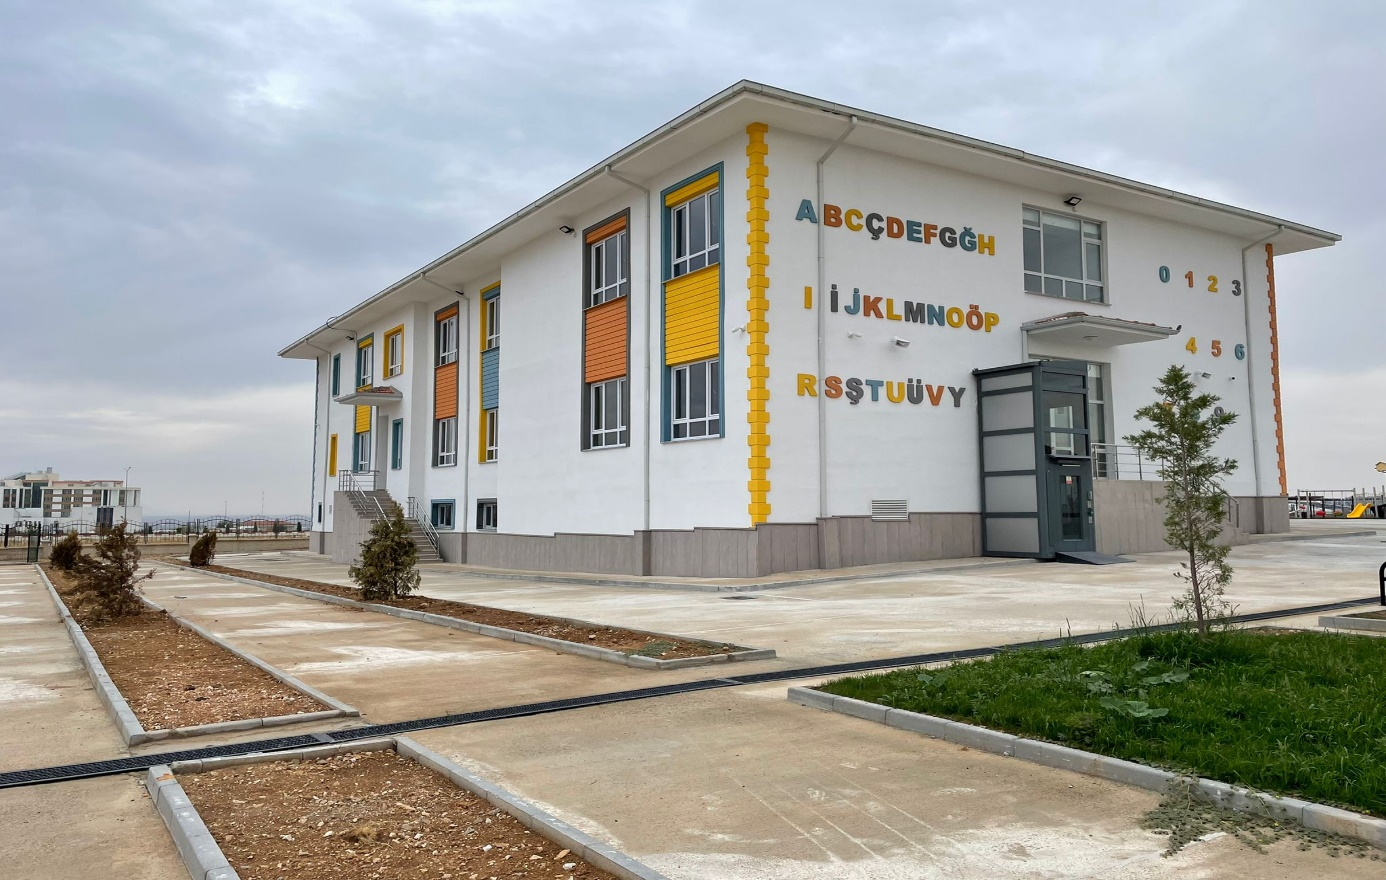 ABCÇDEFGĞH
IİJKLMNOÖP
RSŞTUÜVY
0123
456